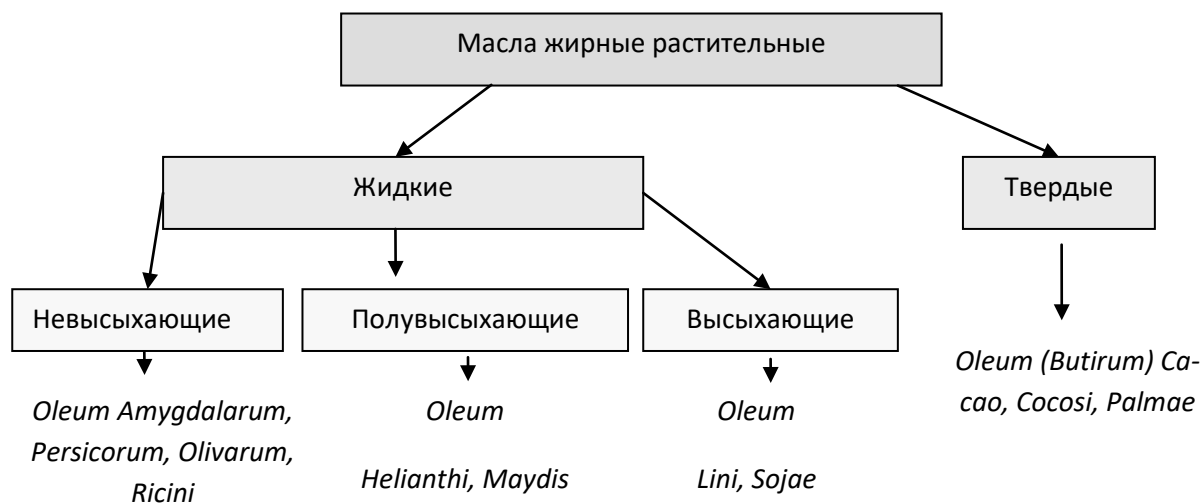 Масла жирные растительные
Жидкие
Твердые
Невысыхающие
Полувысыхающие
Высыхающие
Oleum Amygdalarum,
Persicorum, Olivarum,
Ricini
Oleum
Helianthi, Maydis
Oleum
Lini, Sojae
Oleum (Butirum) Ca-
cao, Cocosi, Palmae